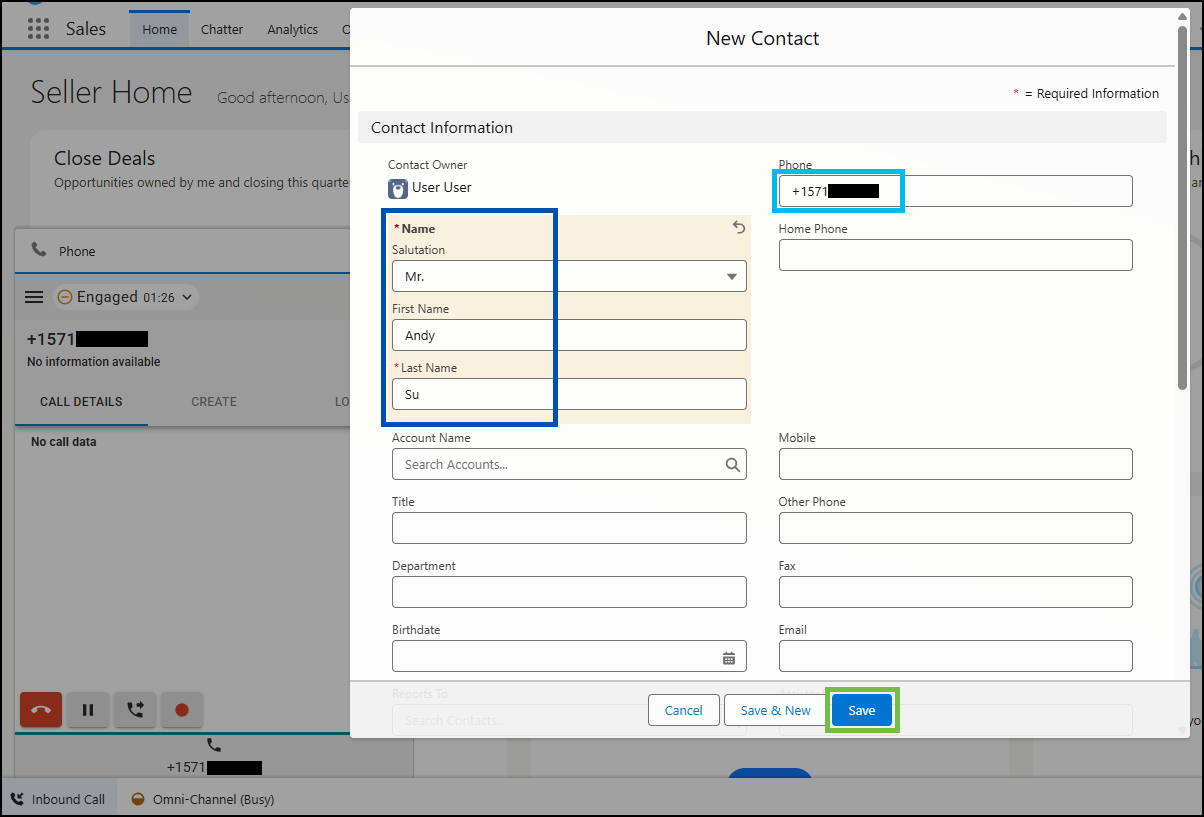 Sales
Home
Chatter
Analytics
Seller Home
Good afternoon, Us
Close Deals
Opportunities owned by me and closing this quarte
Phone
Engaged 01:26
+1571
No information available
CALL DETAILS
CREATE
LO
No call data
+1571
Inbound Call
Omni-Channel (Busy)
New Contact
* = Required Information
Contact Information
Contact Owner
User User
Phone
+1571
*Name
Salutation
Mr.
Home Phone
First Name
Andy
*Last Name
Su
Account Name
Search Accounts...
Mobile
Title
Other Phone
Department
Fax
Birthdate
Email
Reports To
Search Contacts...
Cancel
Save & New
Save